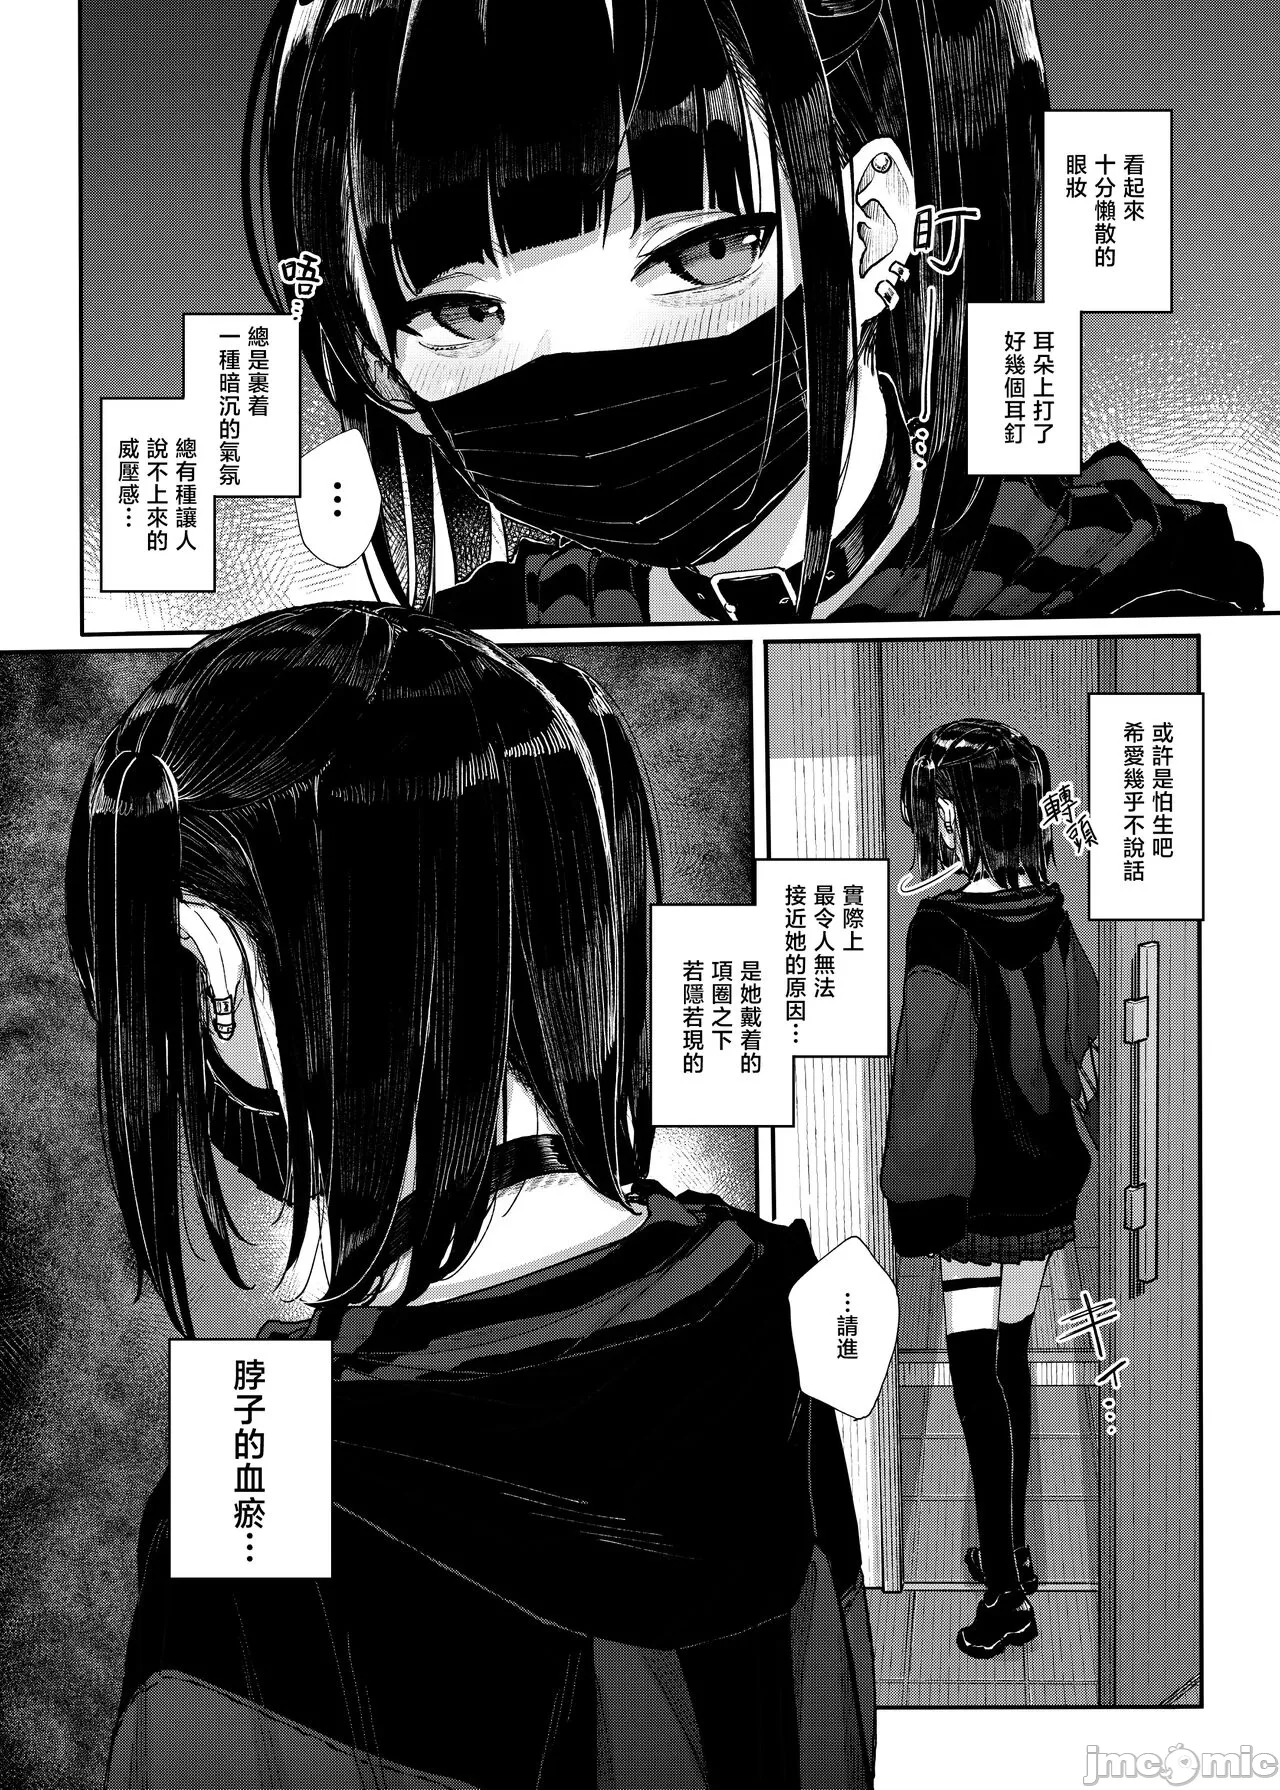 看起來
十分懶散的
眼妝
盯
耳朵上打了
好幾個耳釘
唔…
總是裹着
一種暗沉的氣氛
…
總有種讓人
說不上來的
威壓感…
或許是怕生吧
希愛幾乎不說話
轉頭
實際上
最令人無法
接近她的原因…
是她戴着的
項圈之下
若隱若現的
…請進
キィ…
脖子的血瘀…
jmcomic